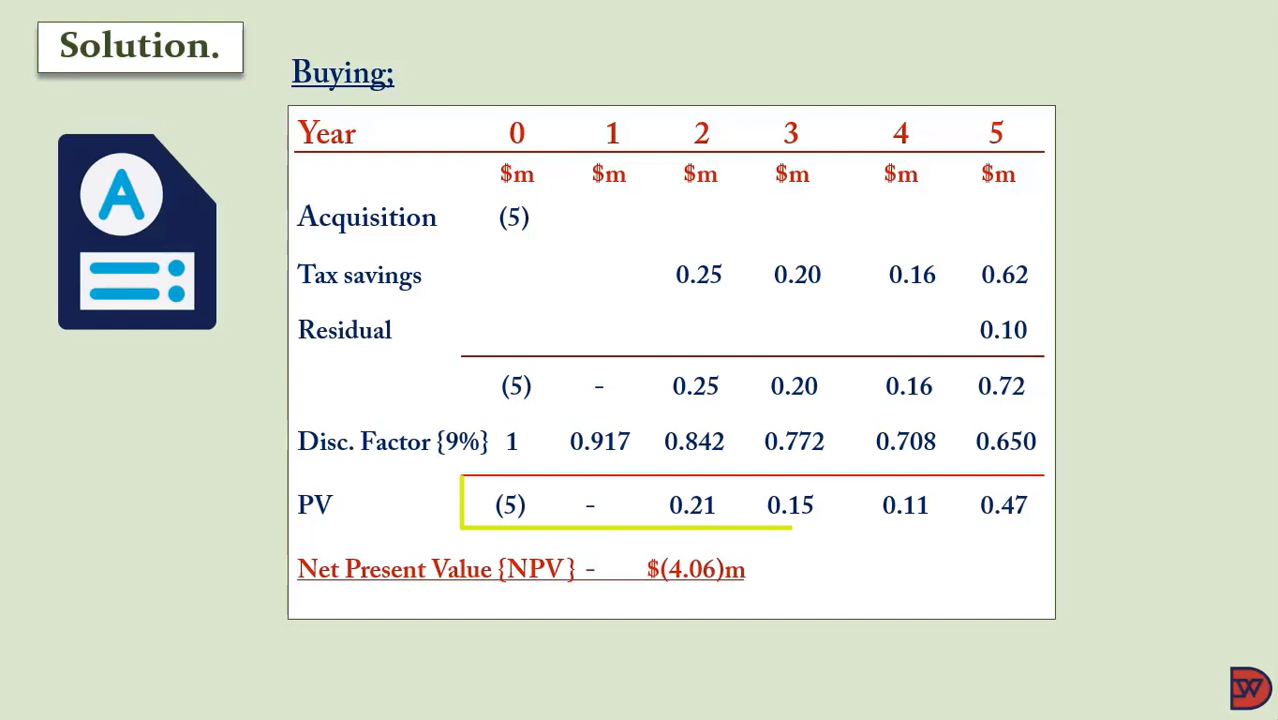 Solution.
Buying;
Year 0 1 2 3 4 5
$m $m $m $m $m $m
Acquisition (5)
Tax savings 0.25 0.20 0.16 0.62
Residual 0.10
(5) - 0.25 0.20 0.16 0.72
Disc. Factor {9%} 1 0.917 0.842 0.772 0.708 0.650
PV (5) - 0.21 0.15 0.11 0.47
Net Present Value {NPV} - $(4.06)m
A
DW